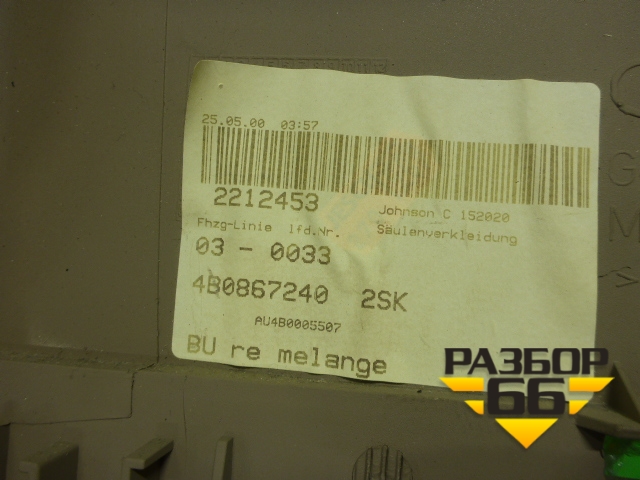 25.05.00 03:57
2212453
Johnson C 152020
Fhzg-Linie lfd.Nr.
Säulenverkleidung
03 - 0033
4B0867240 2SK
AU4B0005507
BU re melange
РАЗБОР
66